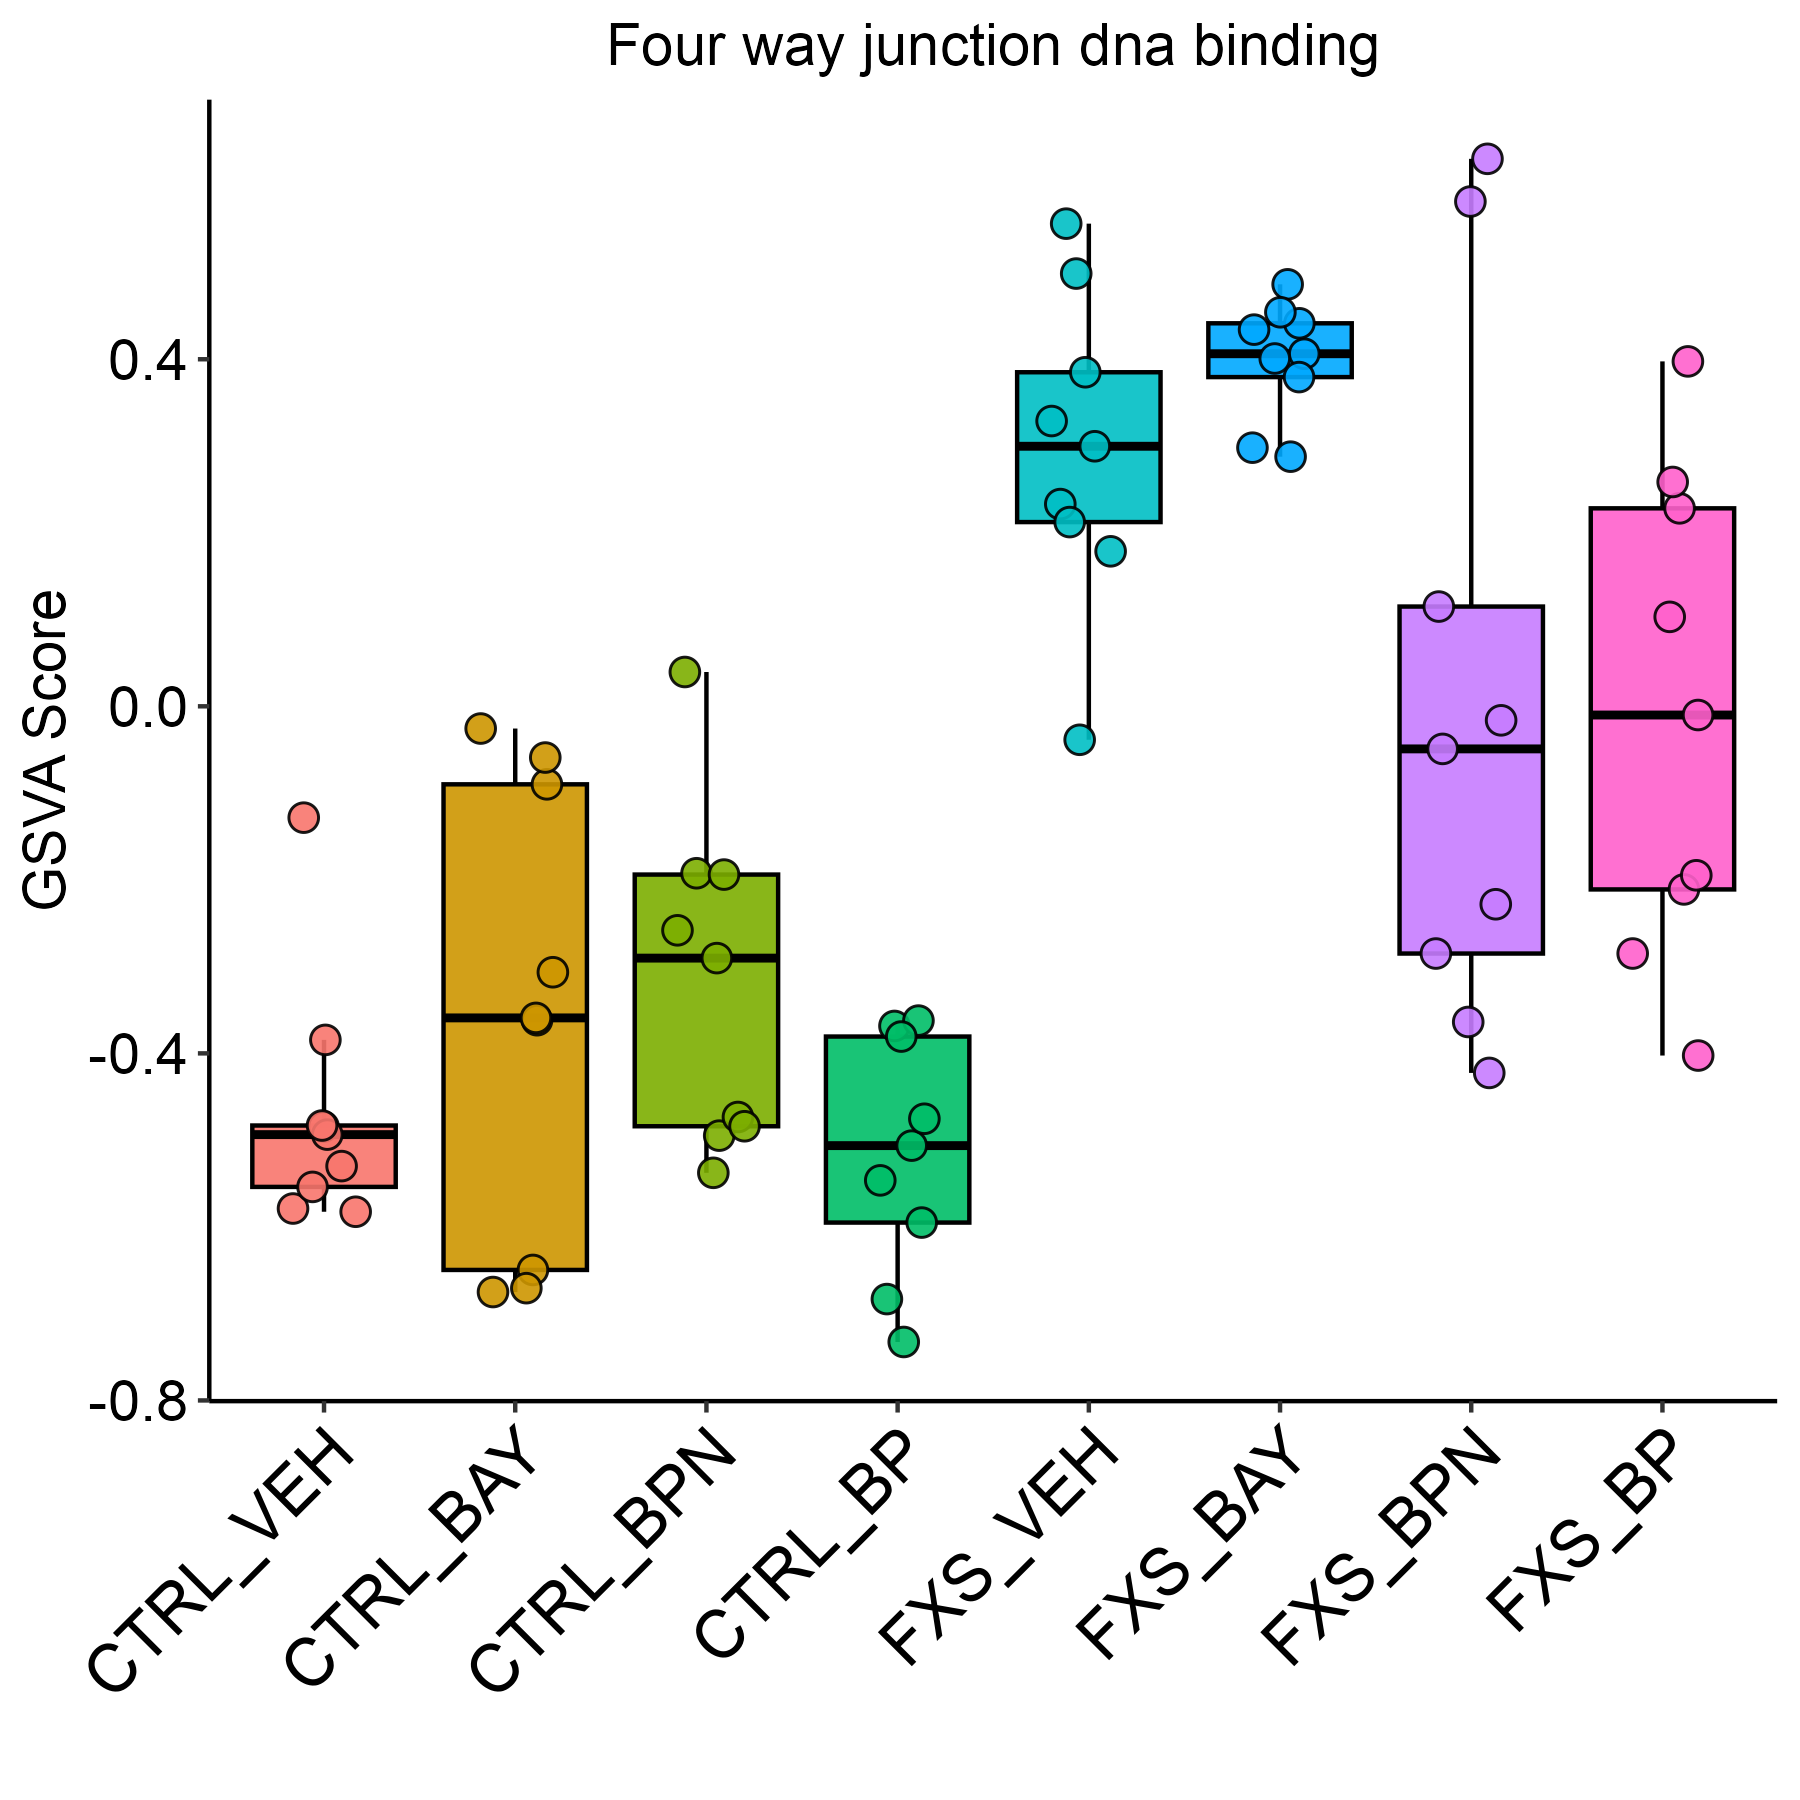 Four way junction dna binding
GSVA Score
0.4
0.0
-0.4
-0.8
CTRL_VEH
CTRL_BAY
CTRL_BPN
CTRL_BP
FXS_VEH
FXS_BAY
FXS_BPN
FXS_BP